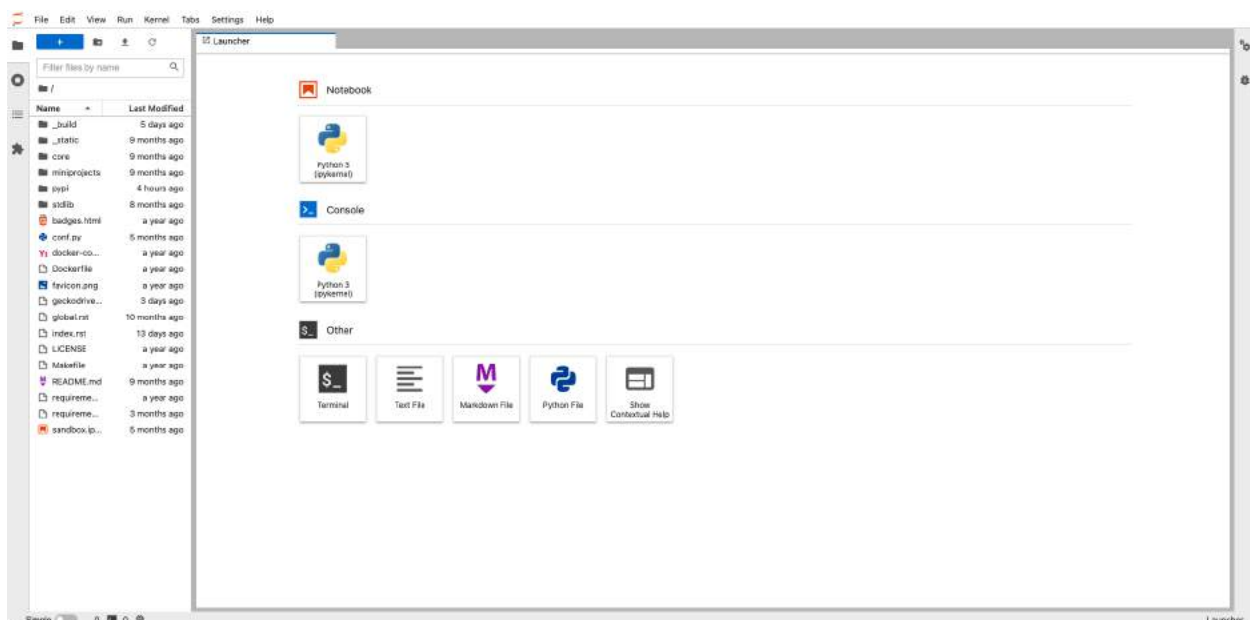 File Edit View Run Kernel Tabs Settings Help
Launcher
Filter files by name
/
Name Last Modified
_build 5 days ago
_static 9 months ago
core 9 months ago
miniprojects 9 months ago
pypi 4 hours ago
stdlib 8 months ago
badges.html a year ago
conf.py 5 months ago
docker-co... a year ago
Dockerfile a year ago
favicon.png a year ago
geckodrive... 3 days ago
global.rst 10 months ago
index.rst 13 days ago
LICENSE a year ago
Makefile a year ago
README.md 9 months ago
requireme... a year ago
requireme... 3 months ago
sandbox.ip... 5 months ago
Notebook
Python 3
(ipykernel)
Console
Python 3
(ipykernel)
$_ Other
$_
Terminal
Text File
M
Markdown File
Python File
Show
Contextual Help
Simple 0 0
Launcher